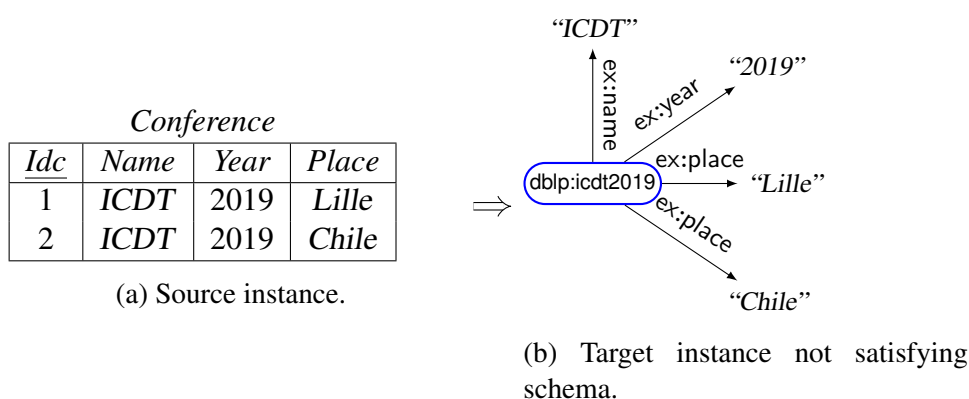 Conference
Idc Name Year Place
1 ICDT 2019 Lille
2 ICDT 2019 Chile
(a) Source instance.
⇒
“ICDT”
ex:name
“2019”
ex:year
ex:place
dblp:icdt2019
“Lille”
ex:place
“Chile”
(b) Target instance not satisfying
schema.